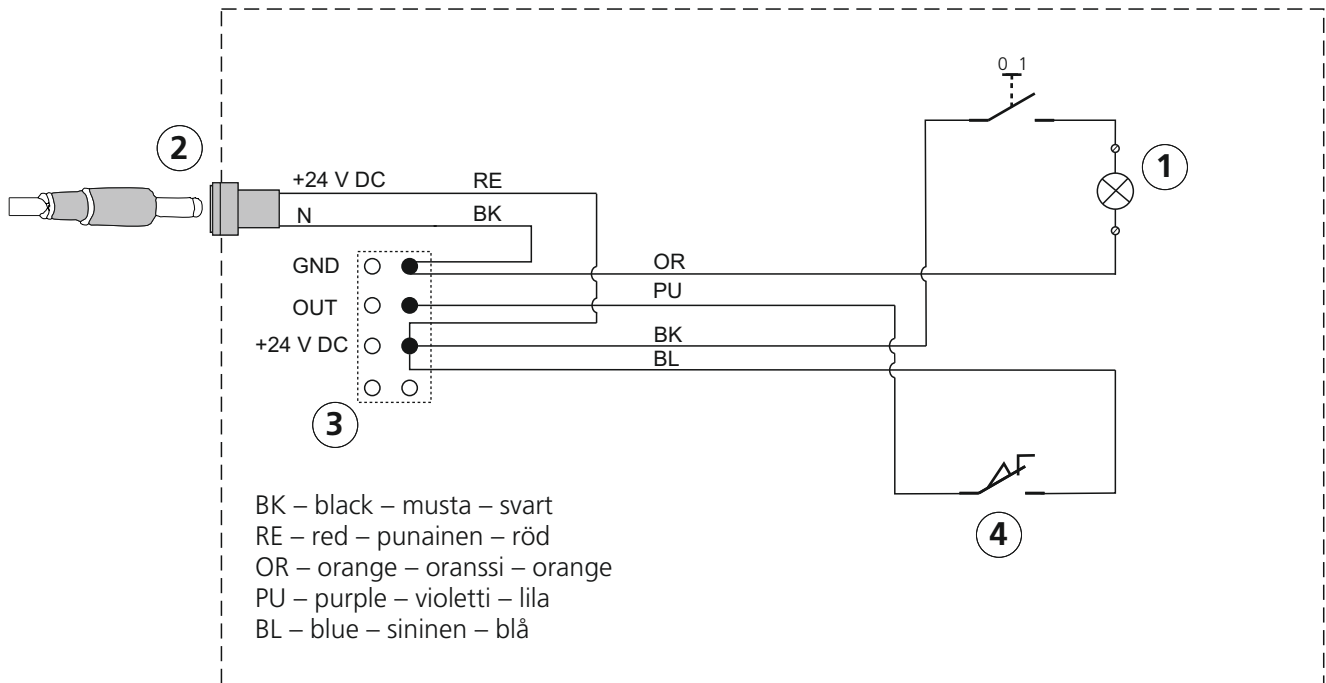 0 1
1
2
+24 V DC RE
N BK
GND OR
OUT PU
+24 V DC BK
BL
3
4
BK – black – musta – svart
RE – red – punainen – röd
OR – orange – oranssi – orange
PU – purple – violetti – lila
BL – blue – sininen – blå